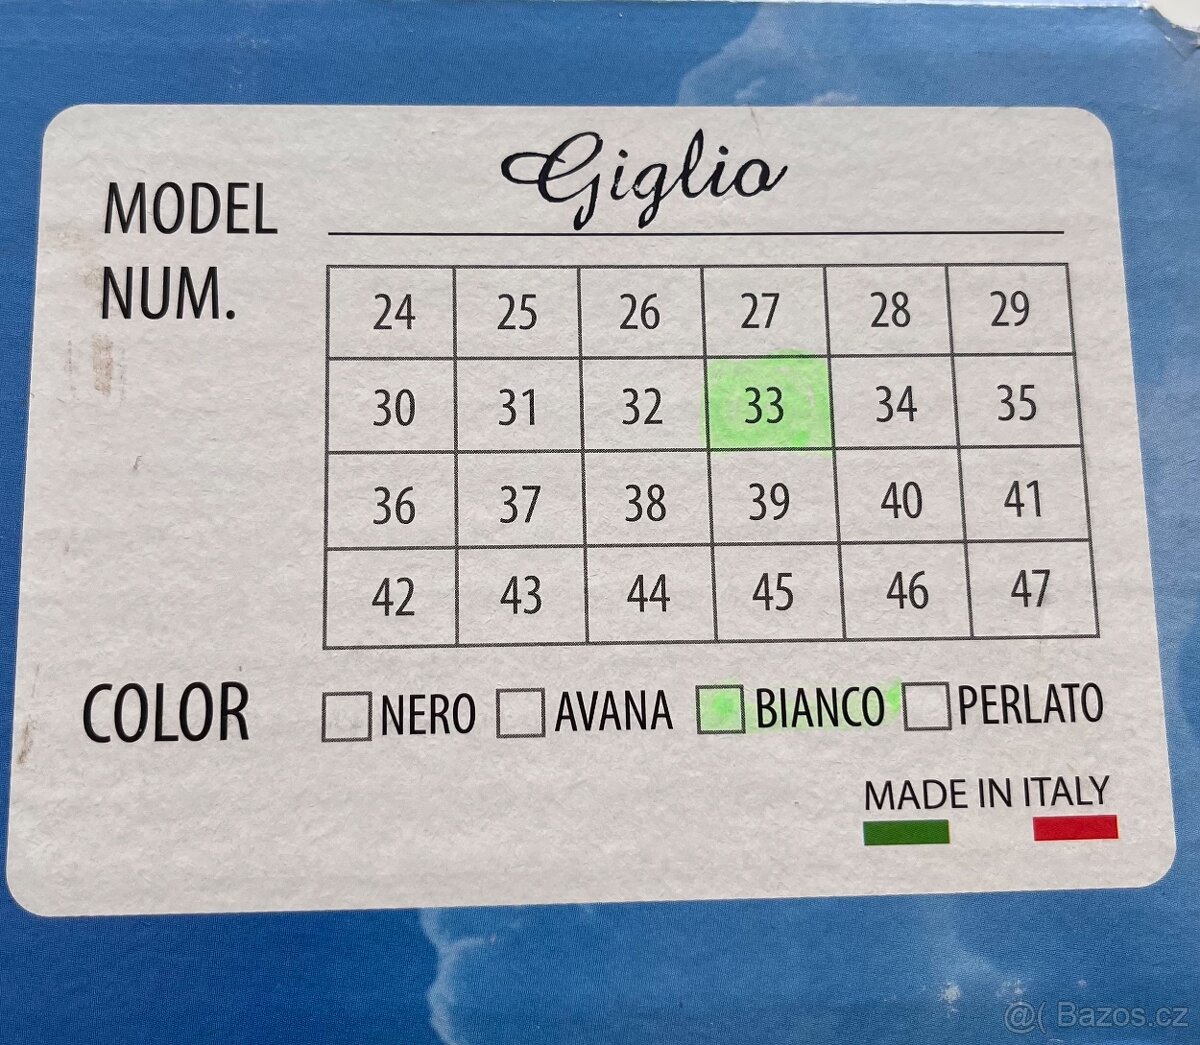 MODEL Giglio
NUM.
24 25 26 27 28 29
30 31 32 33 34 35
36 37 38 39 40 41
42 43 44 45 46 47
COLOR NERO AVANA BIANCO PERLATO
MADE IN ITALY
@( Bazos.cz